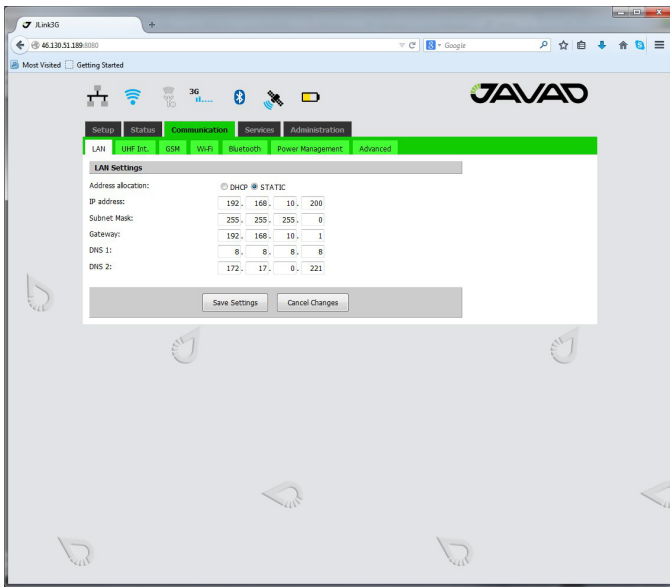 JLink3G
46.130.51.189:8080
Google
Most Visited Getting Started
3G
JAVAD
Setup Status Communication Services Administration
LAN UHF Int. GSM Wi-Fi Bluetooth Power Management Advanced
LAN Settings
Address allocation: DHCP STATIC
IP address: 192. 168. 10. 200
Subnet Mask: 255. 255. 255. 0
Gateway: 192. 168. 10. 1
DNS 1: 8. 8. 8. 8
DNS 2: 172. 17. 0. 221
Save Settings Cancel Changes